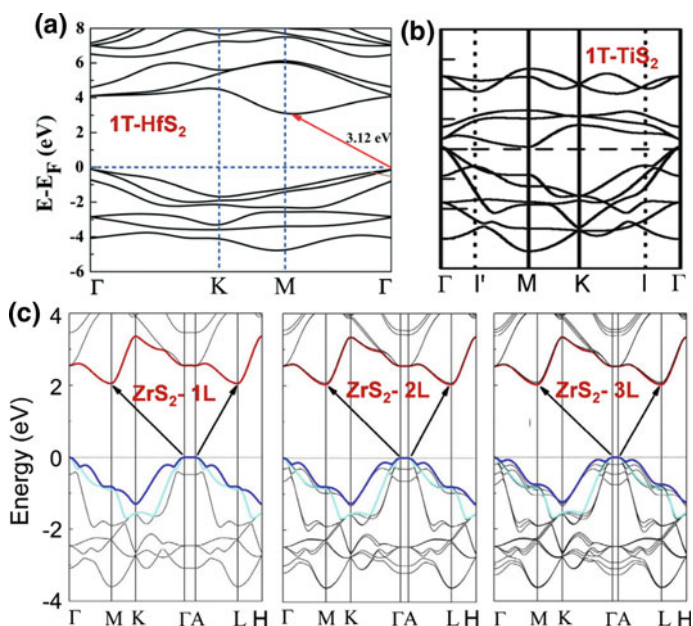 (a)
8
6
4
2
0
-2
-4
-6
E-E_F (eV)
1T-HfS₂
3.12 eV
Γ K M Γ
(b)
1T-TiS₂
Γ I' M K I Γ
(c)
Energy (eV)
4
2
0
-2
-4
ZrS₂- 1L
ZrS₂- 2L
ZrS₂- 3L
Γ M K ΓA L H
Γ M K ΓA L H
Γ M K ΓA L H